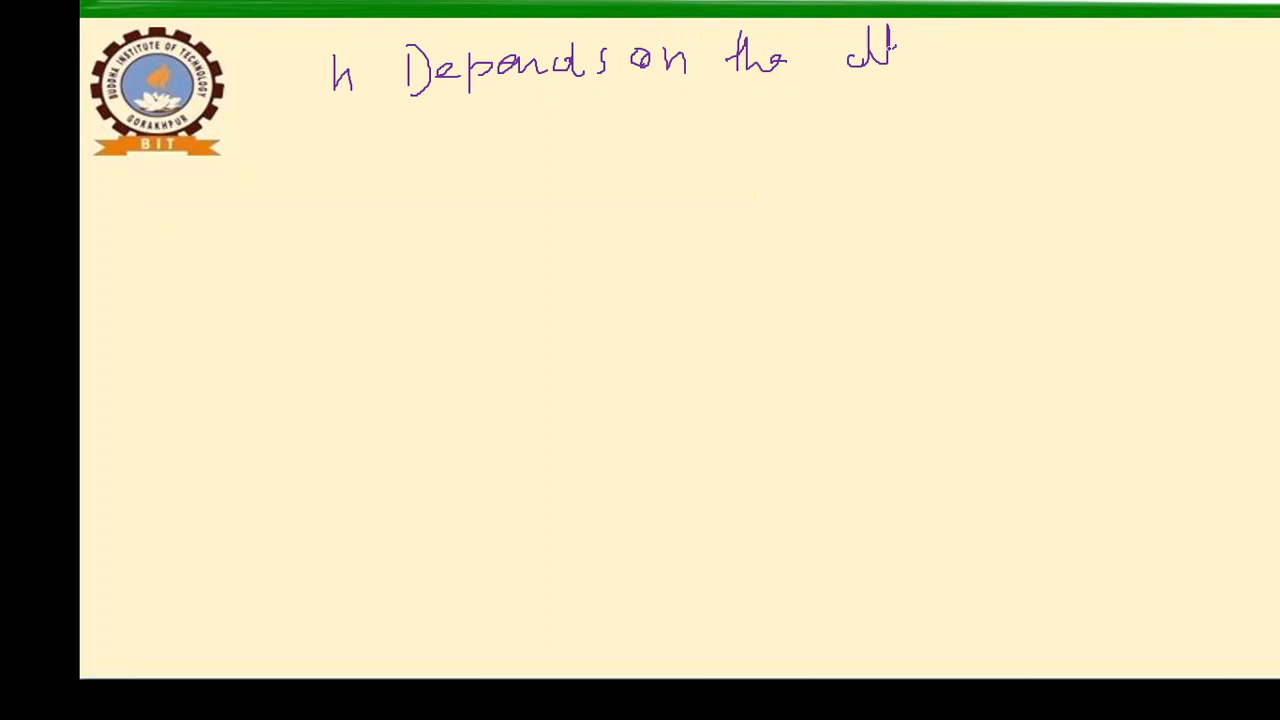 BUDDHA INSTITUTE OF TECHNOLOGY
GORAKHPUR
BIT
h Depends on the